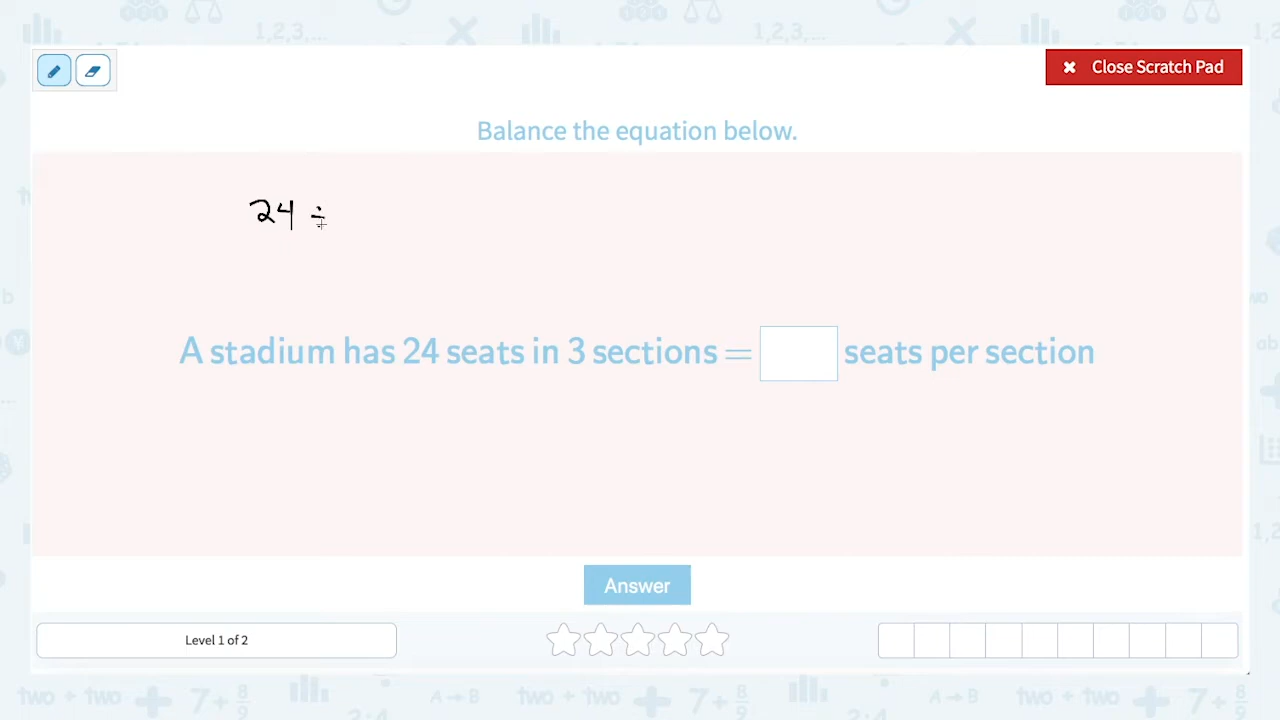 Close Scratch Pad
Balance the equation below.
24 ÷
A stadium has 24 seats in 3 sections = seats per section
Answer
Level 1 of 2